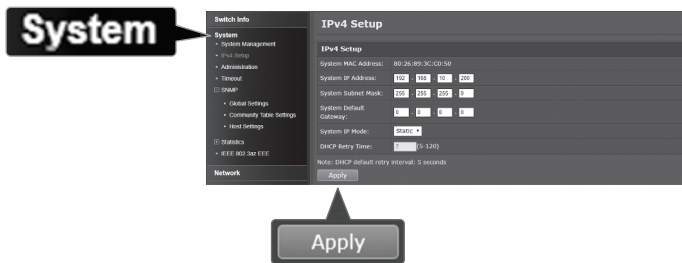 System
Switch Info
System
• System Management
• IPv4 Setup
• Administration
• Timeout
SNMP
• Global Settings
• Community Table Settings
• Host Settings
Statistics
• IEEE 802.3az EEE
Network
IPv4 Setup
IPv4 Setup
System MAC Address: 80:26:89:3C:C0:50
System IP Address: 192 . 168 . 10 . 200
System Subnet Mask: 255 . 255 . 255 . 0
System Default
Gateway: 0 . 0 . 0 . 0
System IP Mode: Static
DHCP Retry Time: 7 (5-120)
Note: DHCP default retry interval: 5 seconds
Apply
Apply